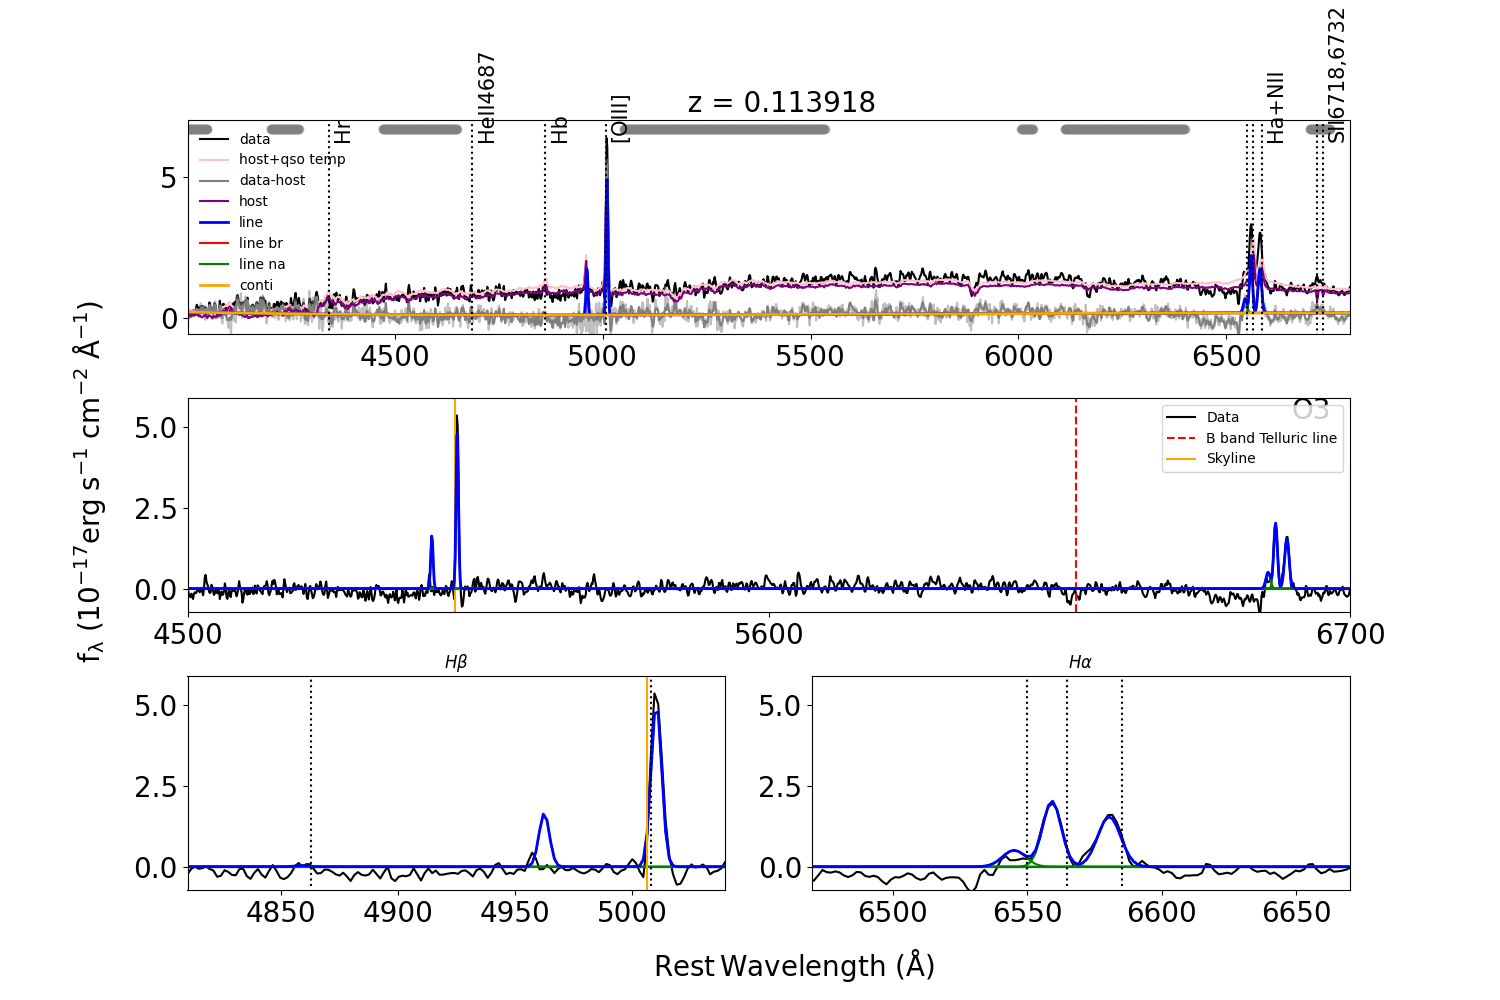 z = 0.113918
Hr
HeII4687
Hb
[OIII]
Ha+NII
SII6718,6732
data
host+qso temp
data-host
host
line
line br
line na
conti
5
0
4500 5000 5500 6000 6500
f_λ (10⁻¹⁷erg s⁻¹ cm⁻² Å⁻¹)
O3
Data
B band Telluric line
Skyline
5.0
2.5
0.0
4500 5600 6700
Hβ
5.0
2.5
0.0
4850 4900 4950 5000
Hα
5.0
2.5
0.0
6500 6550 6600 6650
Rest Wavelength (Å)